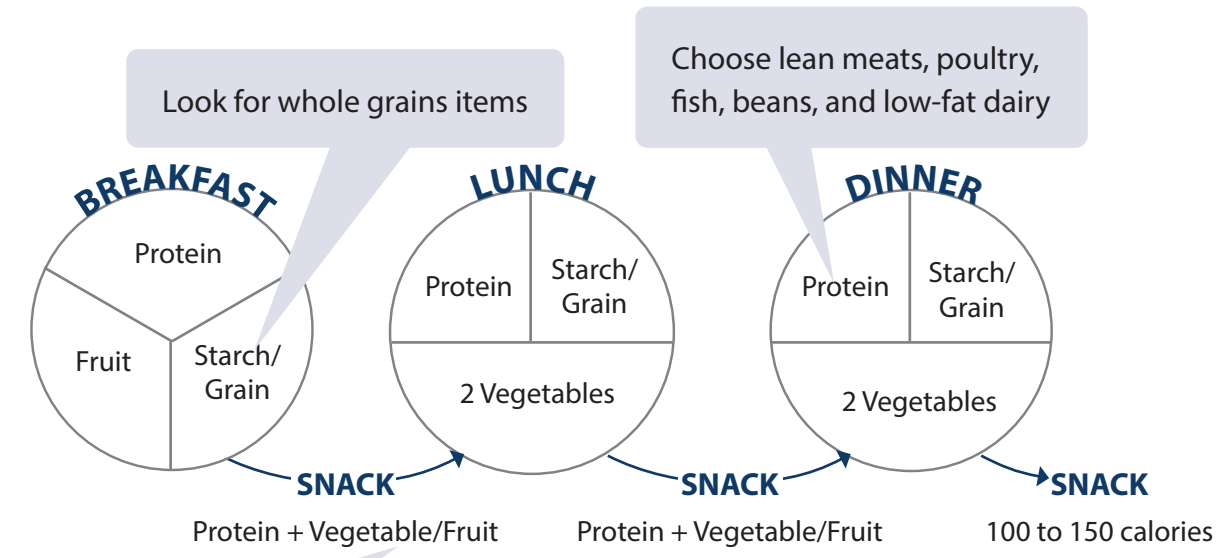 Look for whole grains items
Choose lean meats, poultry,
fish, beans, and low-fat dairy
BREAKFAST
Protein
Fruit
Starch/
Grain
LUNCH
Protein
Starch/
Grain
2 Vegetables
DINNER
Protein
Starch/
Grain
2 Vegetables
SNACK
Protein + Vegetable/Fruit
SNACK
Protein + Vegetable/Fruit
SNACK
100 to 150 calories